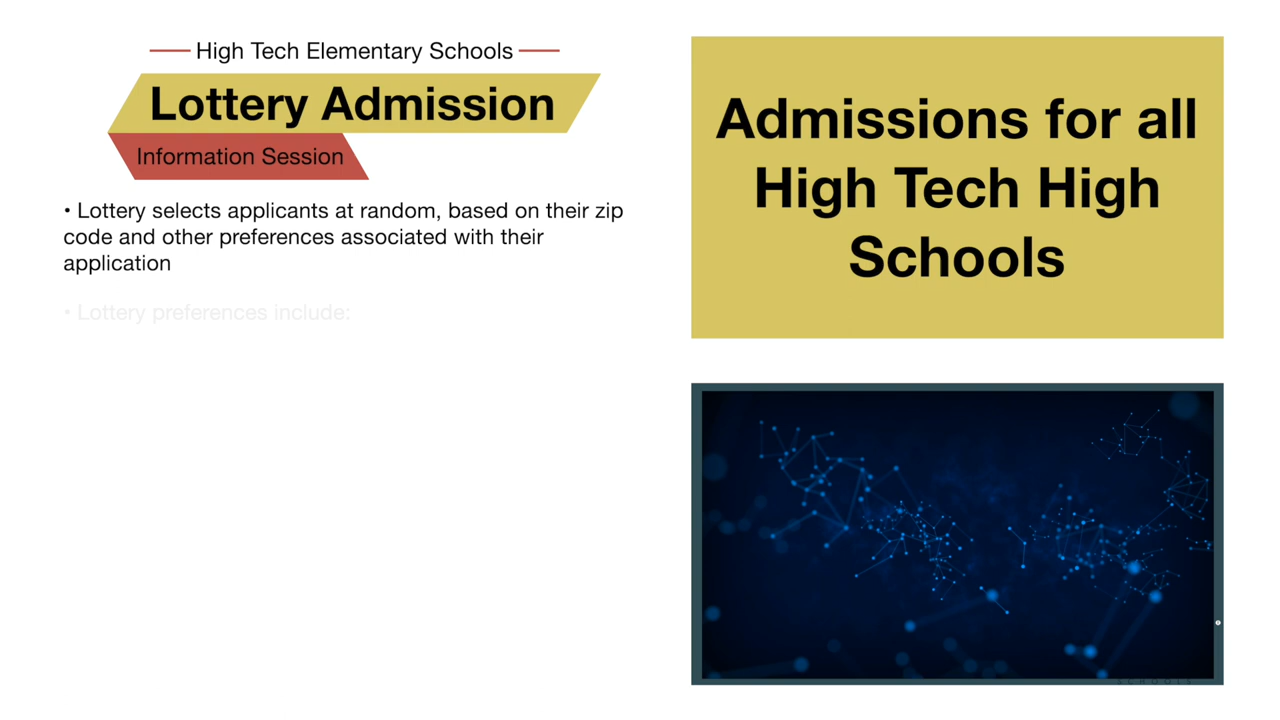 High Tech Elementary Schools
Lottery Admission
Information Session
• Lottery selects applicants at random, based on their zip
code and other preferences associated with their
application
• Lottery preferences include:
Admissions for all
High Tech High
Schools
SCHOOLS